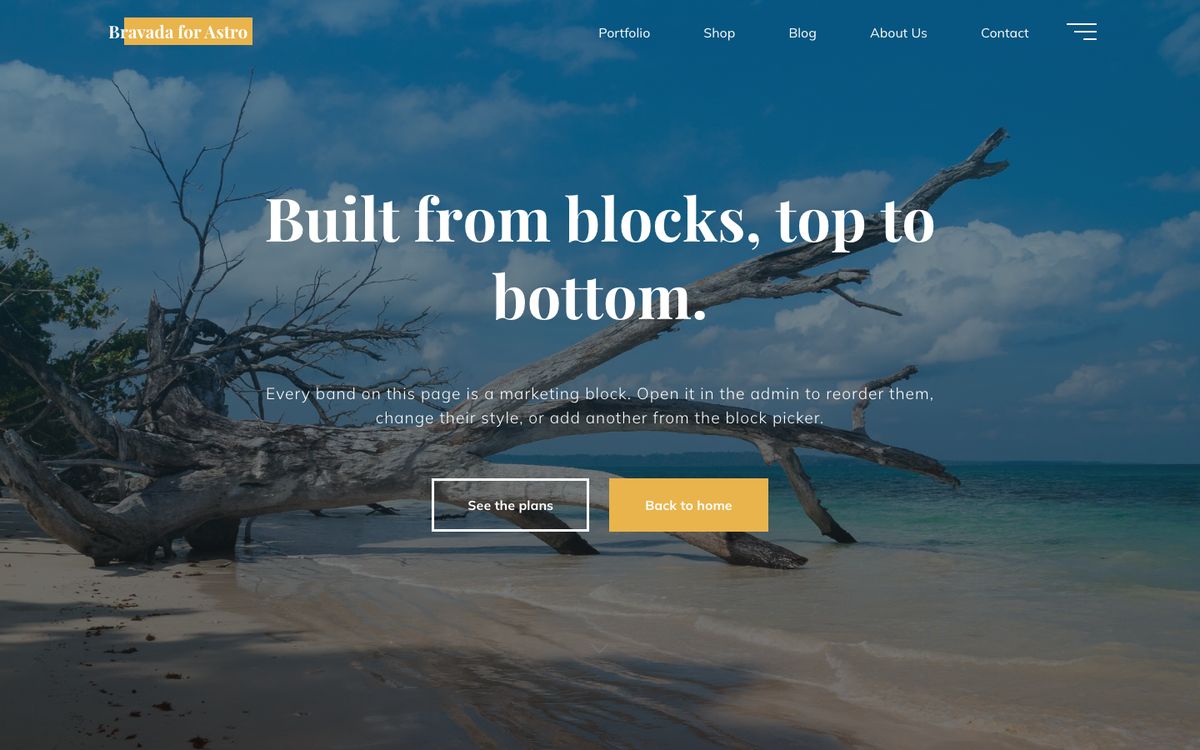 Bravada for Astro
Portfolio
Shop
Blog
About Us
Contact
Built from blocks, top to
bottom.
Every band on this page is a marketing block. Open it in the admin to reorder them,
change their style, or add another from the block picker.
See the plans
Back to home